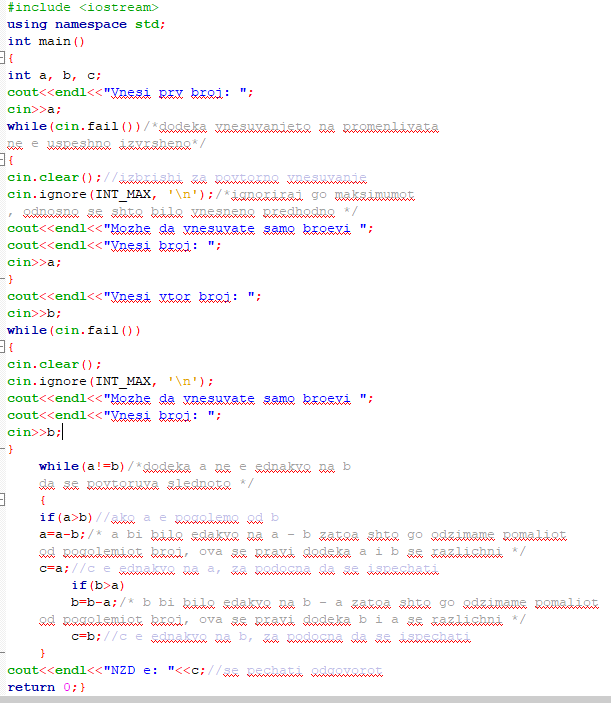 #include <iostream>
using namespace std;
int main()
{
int a, b, c;
cout<<endl<<"Vnesi prv broj: ";
cin>>a;
while(cin.fail())/*dodeka vnesuvanjeto na promenlivata
ne e uspeshno izvrsheno*/
{
cin.clear();//izbrishi za povtorno vnesuvanje
cin.ignore(INT_MAX, '\n');/*ignoriraj go maksimumot
, odnosno se shto bilo vnesneno predhodno */
cout<<endl<<"Mozhe da vnesuvate samo broevi ";
cout<<endl<<"Vnesi broj: ";
cin>>a;
}
cout<<endl<<"Vnesi vtor broj: ";
cin>>b;
while(cin.fail())
{
cin.clear();
cin.ignore(INT_MAX, '\n');
cout<<endl<<"Mozhe da vnesuvate samo broevi ";
cout<<endl<<"Vnesi broj: ";
cin>>b;
}
while(a!=b)/*dodeka a ne e ednakvo na b
da se povtoruva slednoto */
{
if(a>b)//ako a e pogolemo od b
a=a-b;/* a bi bilo edakvo na a - b zatoa shto go odzimame pomaliot
od pogolemiot broj, ova se pravi dodeka a i b se razlichni */
c=a;//c e ednakvo na a, za podocna da se ispechati
if(b>a)
b=b-a;/* b bi bilo edakvo na b - a zatoa shto go odzimame pomaliot
od pogolemiot broj, ova se pravi dodeka b i a se razlichni */
c=b;//c e ednakvo na b, za podocna da se ispechati
}
cout<<endl<<"NZD e: "<<c;//se pechati odgovorot
return 0;}